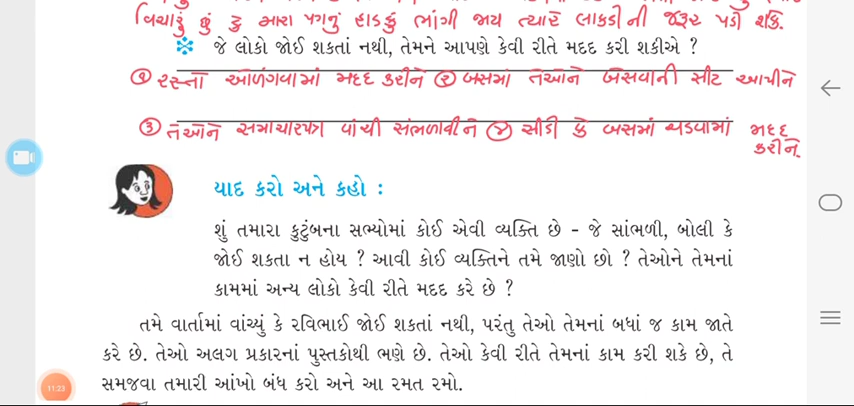 વિચારું છું કે મારા પગનું હાડકું ભાંગી જાય ત્યારે લાકડીની જરૂર પડી શકે.
જે લોકો જોઈ શકતાં નથી, તેમને આપણે કેવી રીતે મદદ કરી શકીએ ?
① રસ્તો ઓળંગવામાં મદદ કરીને ② બસમાં તેઓને બેસવાની સીટ આપીને
③ તેઓને સમાચારપત્ર વાંચી સંભળાવીને ④ સીડી કે બસમાં ચડવામાં મદદ
કરીને.
યાદ કરો અને કહો :
શું તમારા કુટુંબના સભ્યોમાં કોઈ એવી વ્યક્તિ છે - જે સાંભળી, બોલી કે
જોઈ શકતા ન હોય ? આવી કોઈ વ્યક્તિને તમે જાણો છો ? તેઓને તેમનાં
કામમાં અન્ય લોકો કેવી રીતે મદદ કરે છે ?
તમે વાર્તામાં વાંચ્યું કે રવિભાઈ જોઈ શકતાં નથી, પરંતુ તેઓ તેમનાં બધાં જ કામ જાતે
કરે છે. તેઓ અલગ પ્રકારનાં પુસ્તકોથી ભણે છે. તેઓ કેવી રીતે તેમનાં કામ કરી શકે છે, તે
સમજવા તમારી આંખો બંધ કરો અને આ રમત રમો.
11:23